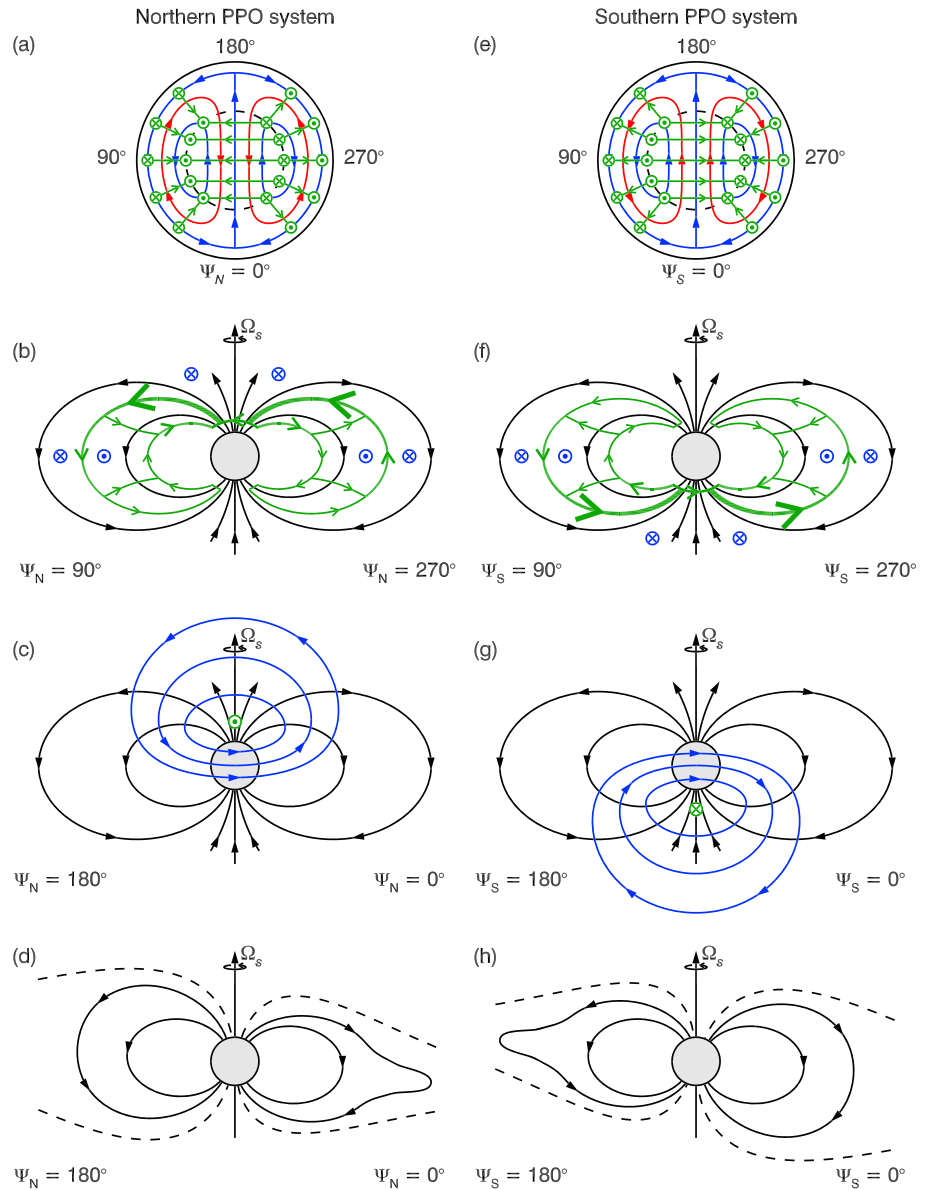 Northern PPO system
Southern PPO system
(a)
180°
90°
270°
Ψ_N = 0°
(e)
180°
90°
270°
Ψ_S = 0°
(b)
Ω_S
Ψ_N = 90°
Ψ_N = 270°
(f)
Ω_S
Ψ_S = 90°
Ψ_S = 270°
(c)
Ω_S
Ψ_N = 180°
Ψ_N = 0°
(g)
Ω_S
Ψ_S = 180°
Ψ_S = 0°
(d)
Ω_S
Ψ_N = 180°
Ψ_N = 0°
(h)
Ω_S
Ψ_S = 180°
Ψ_S = 0°